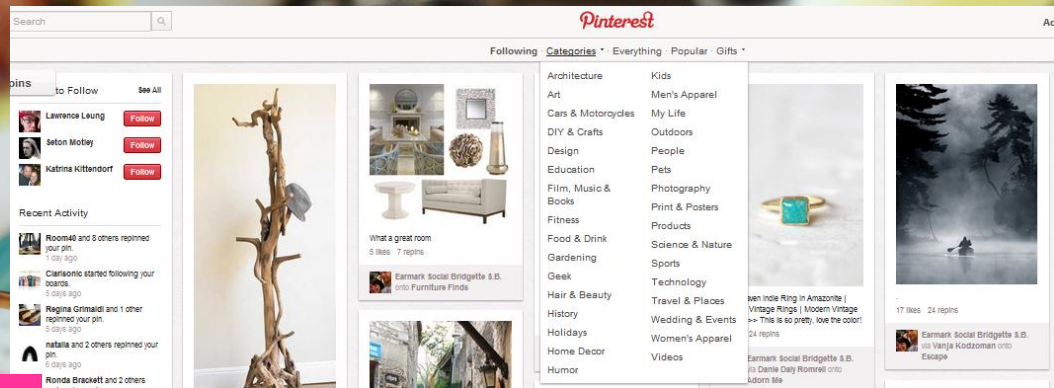 Search
Pinterest
Following · Categories · Everything · Popular · Gifts
to Follow
See All
Lawrence Leung
Follow
Seton Motley
Follow
Katrina Kittendorf
Follow
Recent Activity
Room40 and 8 others repinned
your pin.
1 day ago
Clarisonic started following your
boards.
5 days ago
Regina Grimaldi and 1 other
repinned your pin.
5 days ago
natalia and 2 others repinned your
pin.
6 days ago
Ronda Brackett and 2 others
What a great room
5 likes 7 repins
Earmark Social Bridgette S.B.
onto Furniture Finds
Architecture
Art
Cars & Motorcycles
DIY & Crafts
Design
Education
Film, Music &
Books
Fitness
Food & Drink
Gardening
Geek
Hair & Beauty
History
Holidays
Home Decor
Humor
Kids
Men's Apparel
My Life
Outdoors
People
Pets
Photography
Print & Posters
Products
Science & Nature
Sports
Technology
Travel & Places
Wedding & Events
Women's Apparel
Videos
Indie Ring in Amazonite |
Vintage Rings | Modern Vintage
>> This is so pretty, love the color!
24 repins
Earmark Social Bridgette S.B.
via Danie Daly Romrell onto
Adorn Me
17 likes 24 repins
Earmark Social Bridgette S.B.
via Vanja Kodzoman onto
Escape